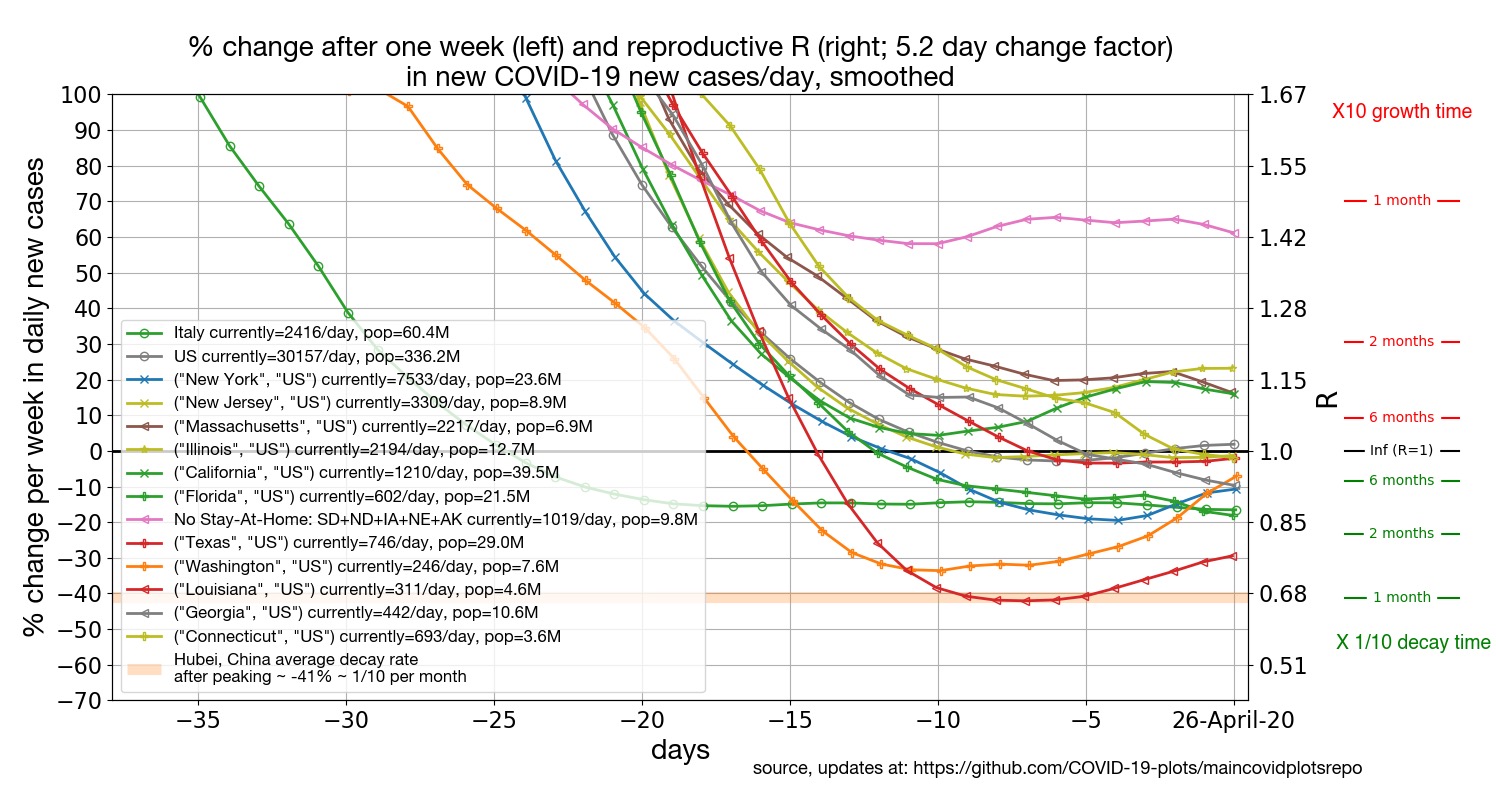 % change after one week (left) and reproductive R (right; 5.2 day change factor)
in new COVID-19 new cases/day, smoothed
% change per week in daily new cases
100
90
80
70
60
50
40
30
20
10
0
−10
−20
−30
−40
−50
−60
−70
Italy currently=2416/day, pop=60.4M
US currently=30157/day, pop=336.2M
("New York", "US") currently=7533/day, pop=23.6M
("New Jersey", "US") currently=3309/day, pop=8.9M
("Massachusetts", "US") currently=2217/day, pop=6.9M
("Illinois", "US") currently=2194/day, pop=12.7M
("California", "US") currently=1210/day, pop=39.5M
("Florida", "US") currently=602/day, pop=21.5M
No Stay-At-Home: SD+ND+IA+NE+AK currently=1019/day, pop=9.8M
("Texas", "US") currently=746/day, pop=29.0M
("Washington", "US") currently=246/day, pop=7.6M
("Louisiana", "US") currently=311/day, pop=4.6M
("Georgia", "US") currently=442/day, pop=10.6M
("Connecticut", "US") currently=693/day, pop=3.6M
Hubei, China average decay rate
after peaking ~ -41% ~ 1/10 per month
−35 −30 −25 −20 −15 −10 −5 26-April-20
days
1.67
1.55
1.42
1.28
1.15
1.0
0.85
0.68
0.51
R
X10 growth time
1 month
2 months
6 months
Inf (R=1)
6 months
2 months
1 month
X 1/10 decay time
source, updates at: https://github.com/COVID-19-plots/maincovidplotsrepo